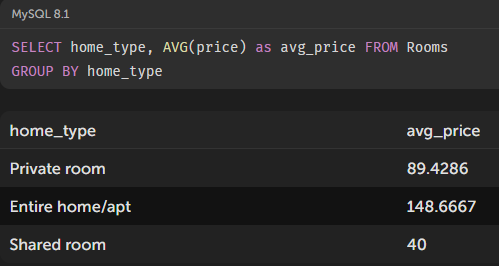 MySQL 8.1
SELECT home_type, AVG(price) as avg_price FROM Rooms
GROUP BY home_type
home_type avg_price
Private room 89.4286
Entire home/apt 148.6667
Shared room 40